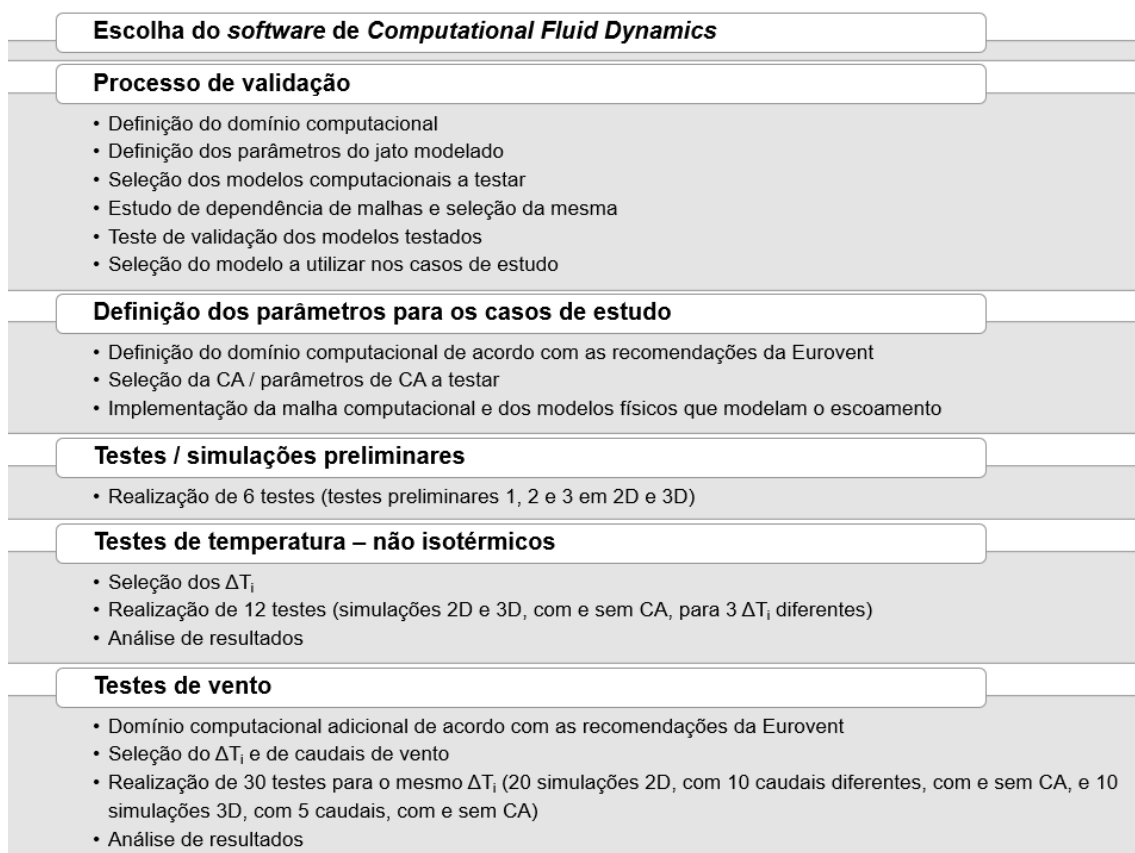 Escolha do software de Computational Fluid Dynamics
Processo de validação
• Definição do domínio computacional
• Definição dos parâmetros do jato modelado
• Seleção dos modelos computacionais a testar
• Estudo de dependência de malhas e seleção da mesma
• Teste de validação dos modelos testados
• Seleção do modelo a utilizar nos casos de estudo
Definição dos parâmetros para os casos de estudo
• Definição do domínio computacional de acordo com as recomendações da Eurovent
• Seleção da CA / parâmetros de CA a testar
• Implementação da malha computacional e dos modelos físicos que modelam o escoamento
Testes / simulações preliminares
• Realização de 6 testes (testes preliminares 1, 2 e 3 em 2D e 3D)
Testes de temperatura – não isotérmicos
• Seleção dos ΔTᵢ
• Realização de 12 testes (simulações 2D e 3D, com e sem CA, para 3 ΔTᵢ diferentes)
• Análise de resultados
Testes de vento
• Domínio computacional adicional de acordo com as recomendações da Eurovent
• Seleção do ΔTᵢ e de caudais de vento
• Realização de 30 testes para o mesmo ΔTᵢ (20 simulações 2D, com 10 caudais diferentes, com e sem CA, e 10
simulações 3D, com 5 caudais, com e sem CA)
• Análise de resultados